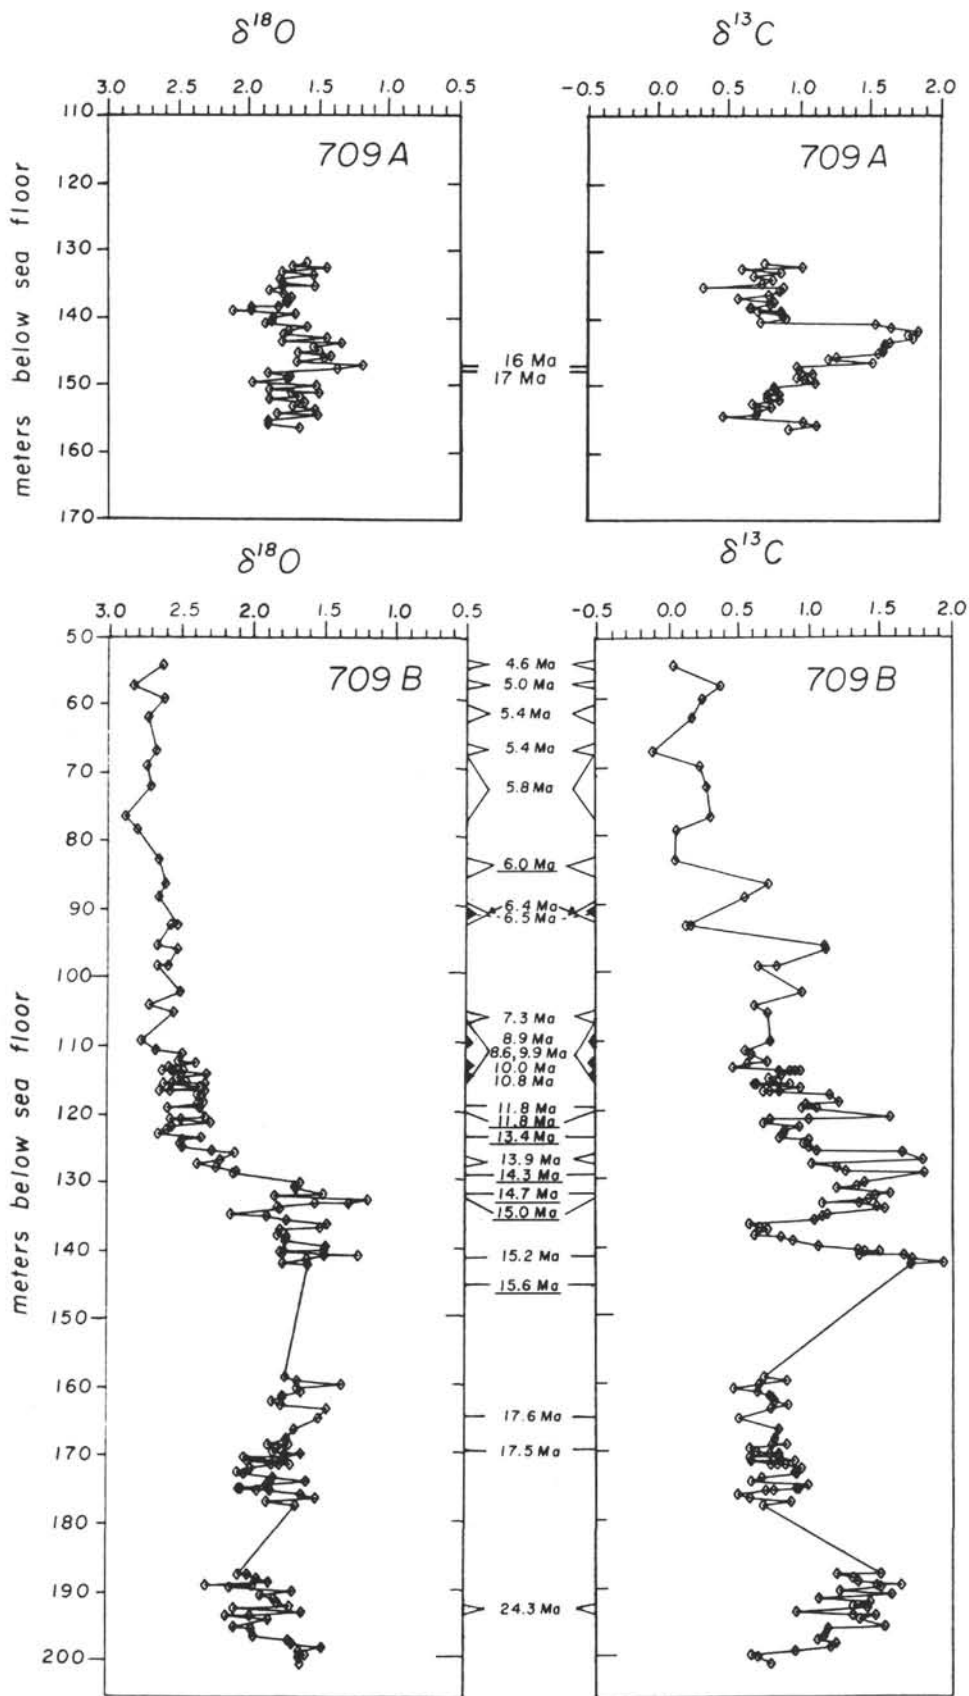 δ18O δ13C
3.0 2.5 2.0 1.5 1.0 0.5 -0.5 0.0 0.5 1.0 1.5 2.0
110
709A 709A
120
130
140
16 Ma
150 17 Ma
160
170
meters below sea floor
δ18O δ13C
3.0 2.5 2.0 1.5 1.0 0.5 -0.5 0.0 0.5 1.0 1.5 2.0
50
4.6 Ma
709B 5.0 Ma 709B
60
5.4 Ma
5.4 Ma
70
5.8 Ma
80
6.0 Ma
90 6.4 Ma
6.5 Ma
100
7.3 Ma
110 8.9 Ma
8.6, 9.9 Ma
10.0 Ma
10.8 Ma
120 11.8 Ma
11.8 Ma
13.4 Ma
13.9 Ma
130 14.3 Ma
14.7 Ma
15.0 Ma
140 15.2 Ma
15.6 Ma
150
160
17.6 Ma
170 17.5 Ma
180
190
24.3 Ma
200
meters below sea floor